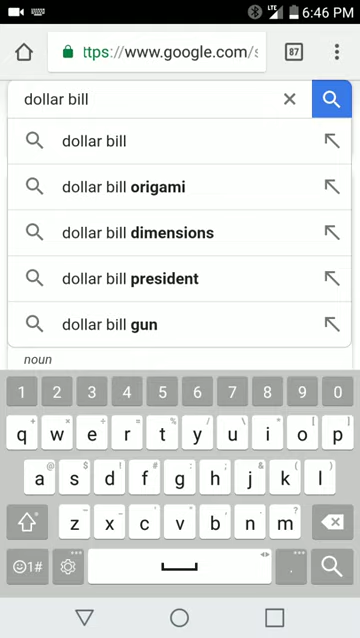 LTE 6:46 PM
ttps://www.google.com/s 87
dollar bill
dollar bill
dollar bill origami
dollar bill dimensions
dollar bill president
dollar bill gun
noun
1 2 3 4 5 6 7 8 9 0
q w e r t y u i o p
a s d f g h j k l
z x c v b n m
1# .